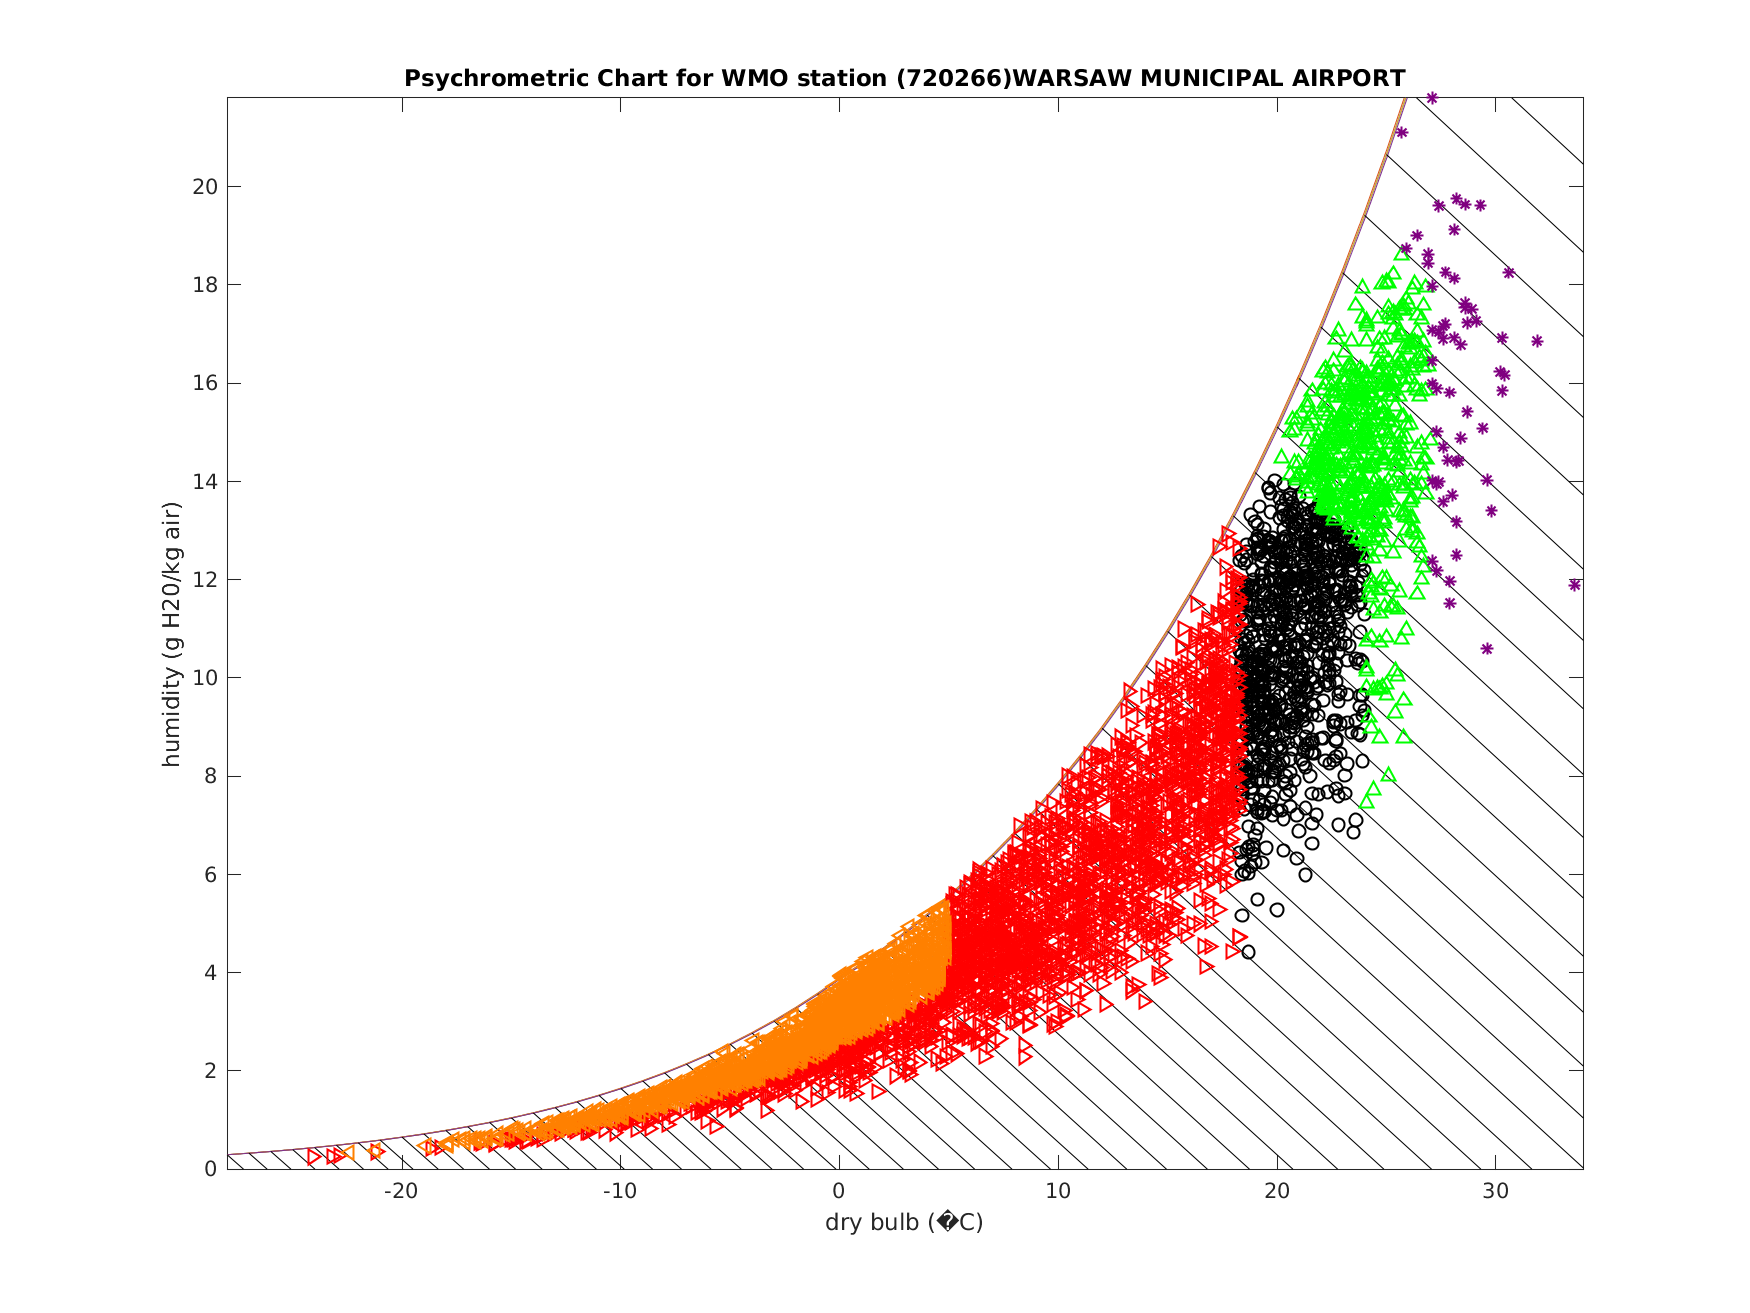 Psychrometric Chart for WMO station (720266)WARSAW MUNICIPAL AIRPORT
20
18
16
14
12
10
8
6
4
2
0
humidity (g H20/kg air)
-20 -10 0 10 20 30
dry bulb (�C)